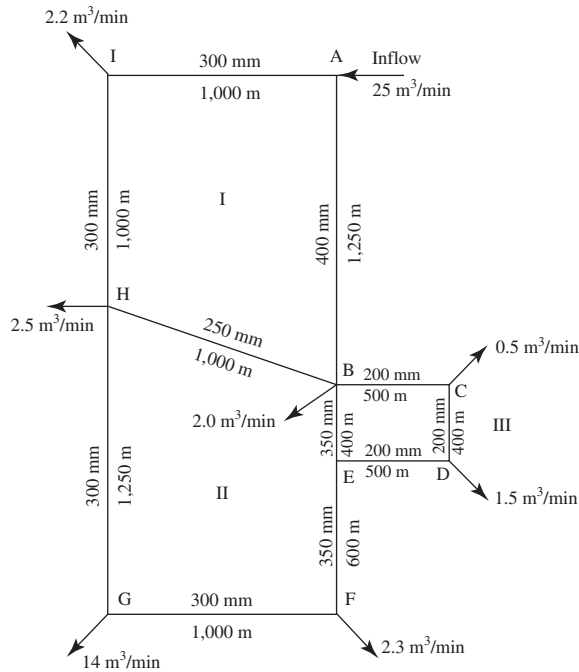 2.2 m³/min
I
300 mm
1,000 m
A
Inflow
25 m³/min
300 mm
1,000 m
I
400 mm
1,250 m
H
2.5 m³/min
250 mm
1,000 m
B
200 mm
500 m
C
0.5 m³/min
2.0 m³/min
350 mm
400 m
200 mm
400 m
III
200 mm
500 m
E
D
1.5 m³/min
300 mm
1,250 m
II
350 mm
600 m
G
300 mm
1,000 m
F
14 m³/min
2.3 m³/min